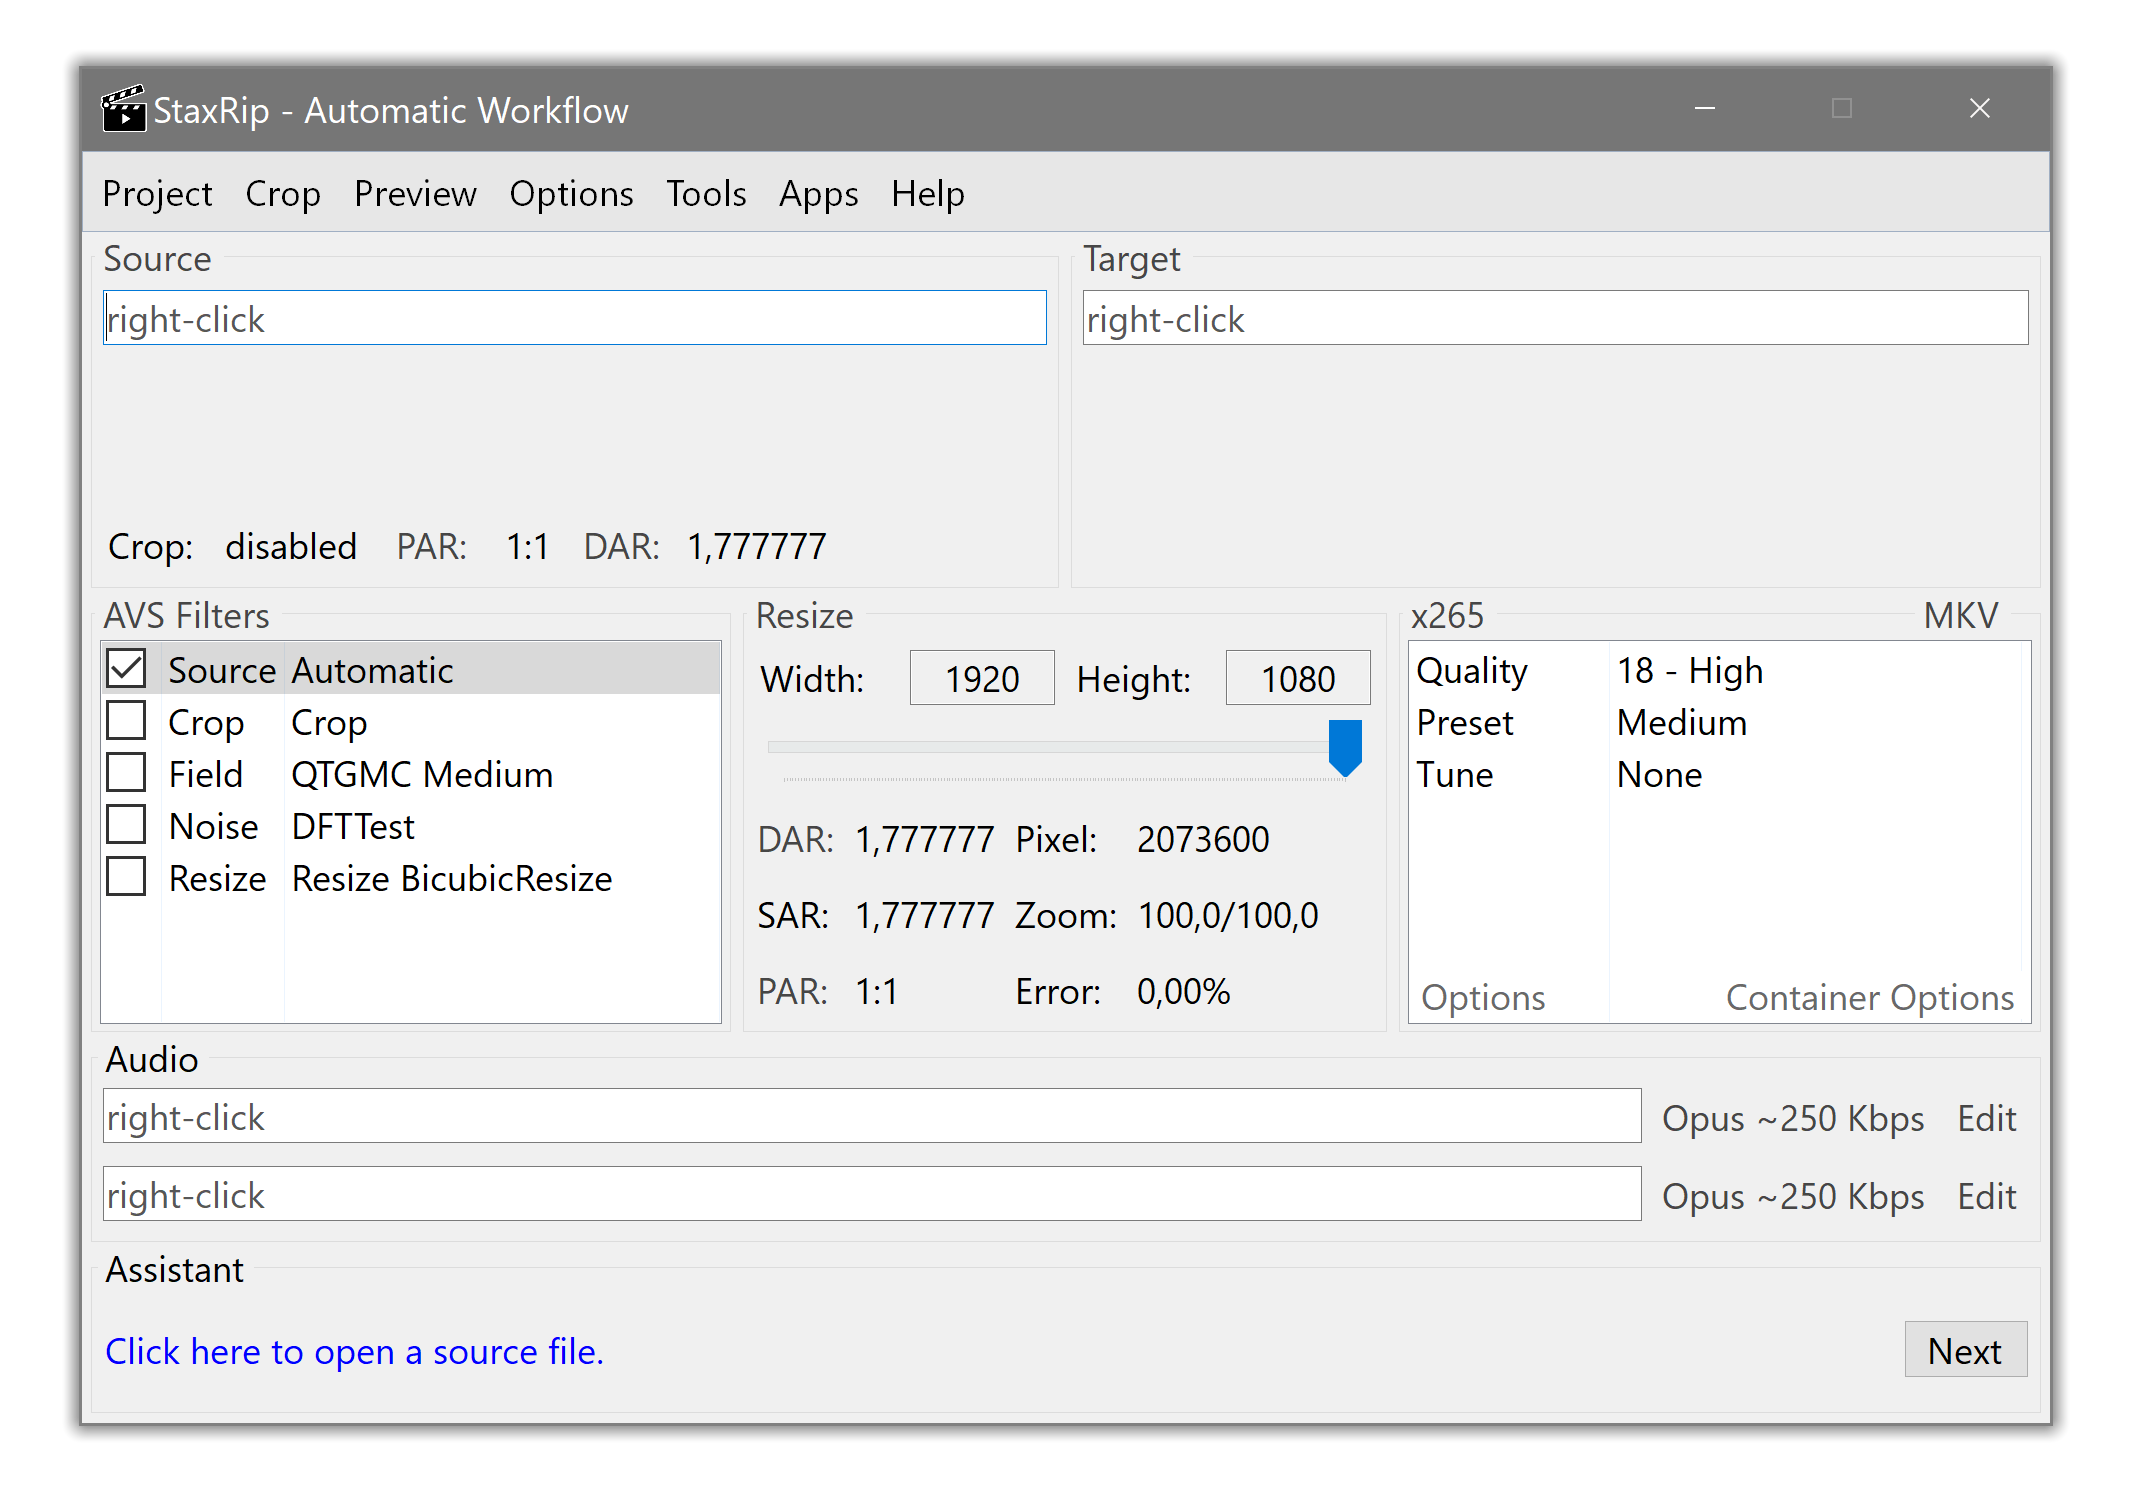 StaxRip - Automatic Workflow
Project Crop Preview Options Tools Apps Help
Source
right-click
Crop: disabled PAR: 1:1 DAR: 1,777777
Target
right-click
AVS Filters
Source Automatic
Crop Crop
Field QTGMC Medium
Noise DFTTest
Resize Resize BicubicResize
Resize
Width: 1920 Height: 1080
DAR: 1,777777 Pixel: 2073600
SAR: 1,777777 Zoom: 100,0/100,0
PAR: 1:1 Error: 0,00%
x265 MKV
Quality 18 - High
Preset Medium
Tune None
Options Container Options
Audio
right-click Opus ~250 Kbps Edit
right-click Opus ~250 Kbps Edit
Assistant
Click here to open a source file.
Next